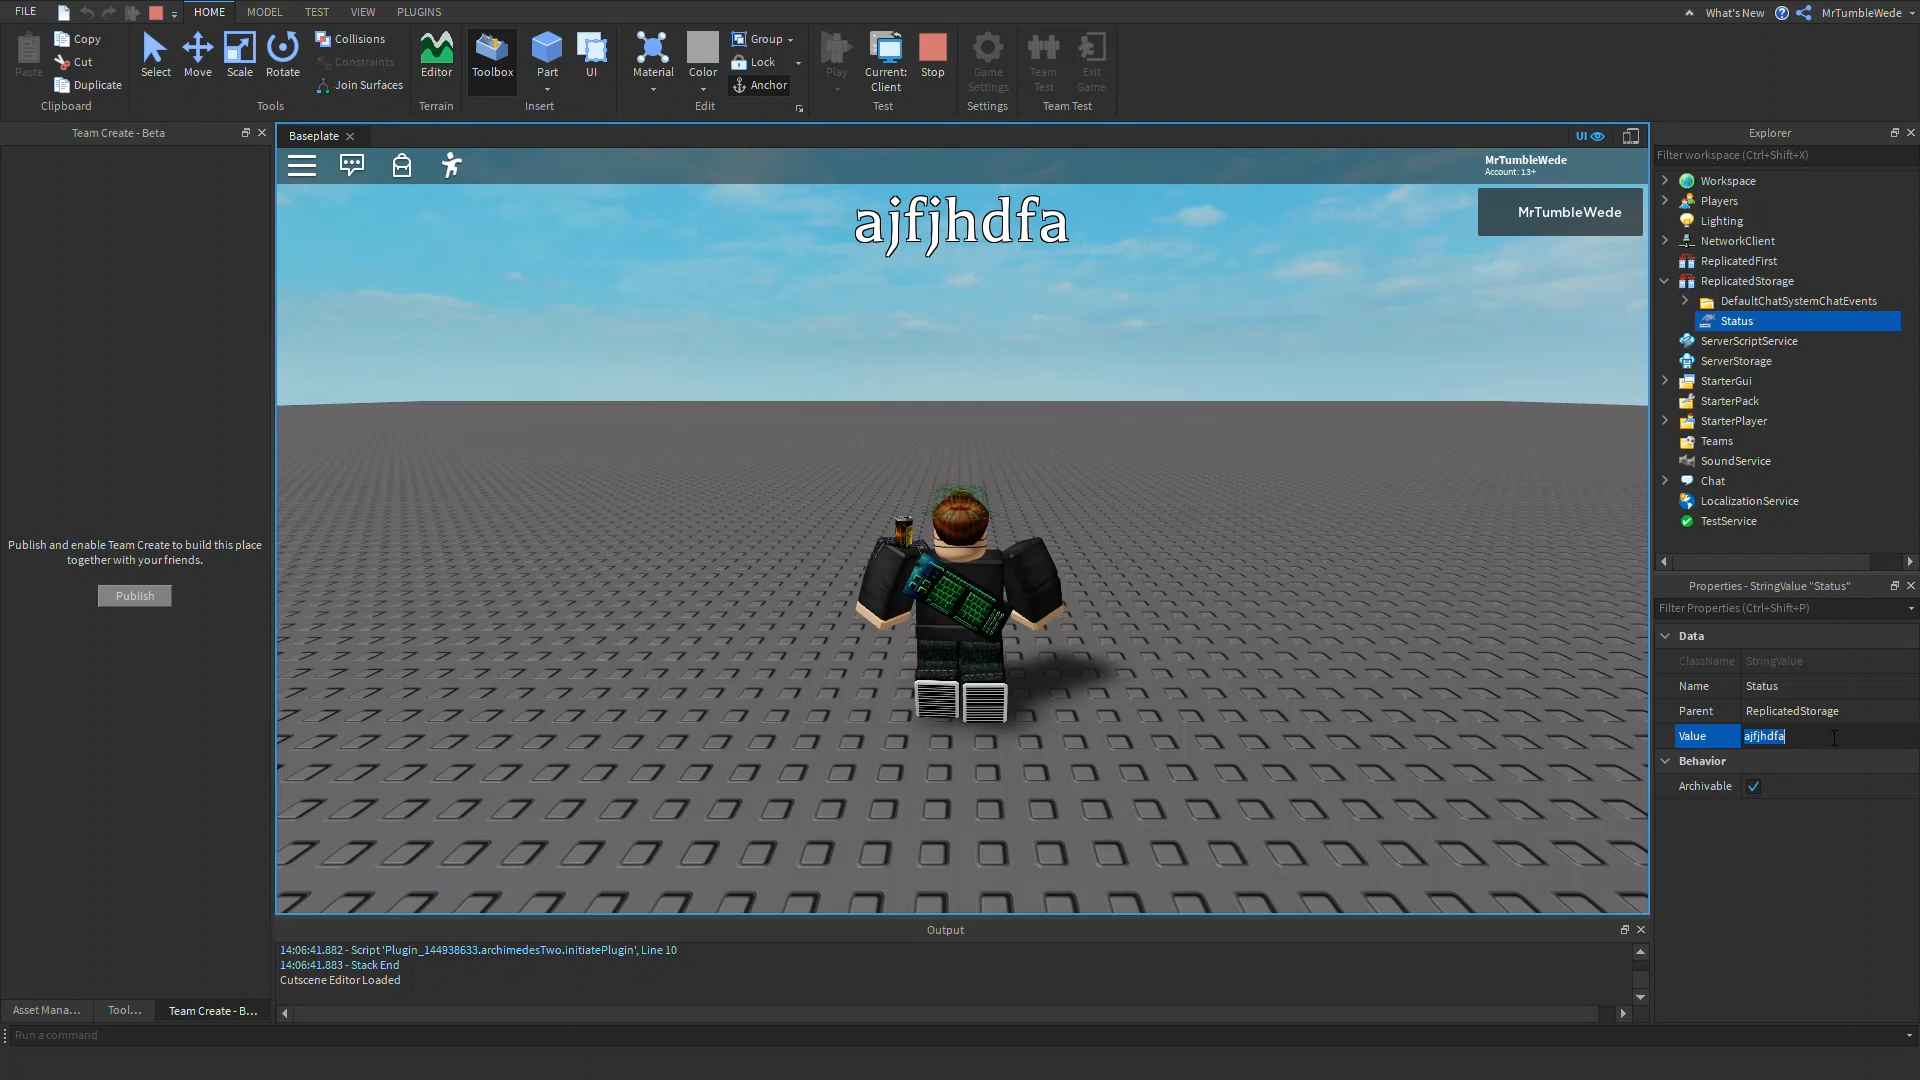 FILE
HOME
MODEL
TEST
VIEW
PLUGINS
What's New
MrTumbleWede
Paste
Copy
Cut
Duplicate
Clipboard
Select
Move
Scale
Rotate
Collisions
Constraints
Join Surfaces
Tools
Editor
Terrain
Toolbox
Part
UI
Insert
Material
Color
Group
Lock
Anchor
Edit
Play
Current:
Client
Stop
Test
Game
Settings
Settings
Team
Test
Exit
Game
Team Test
Team Create - Beta
Publish and enable Team Create to build this place
together with your friends.
Publish
Asset Mana...
Tool...
Team Create - B...
Baseplate
UI
MrTumbleWede
Account: 13+
MrTumbleWede
ajfjhdfa
Output
14:06:41.882 - Script 'Plugin_144938633.archimedesTwo.initiatePlugin', Line 10
14:06:41.883 - Stack End
Cutscene Editor Loaded
Run a command
Explorer
Filter workspace (Ctrl+Shift+X)
Workspace
Players
Lighting
NetworkClient
ReplicatedFirst
ReplicatedStorage
DefaultChatSystemChatEvents
Status
ServerScriptService
ServerStorage
StarterGui
StarterPack
StarterPlayer
Teams
SoundService
Chat
LocalizationService
TestService
Properties - StringValue "Status"
Filter Properties (Ctrl+Shift+P)
Data
ClassName StringValue
Name Status
Parent ReplicatedStorage
Value ajfjhdfa
Behavior
Archivable